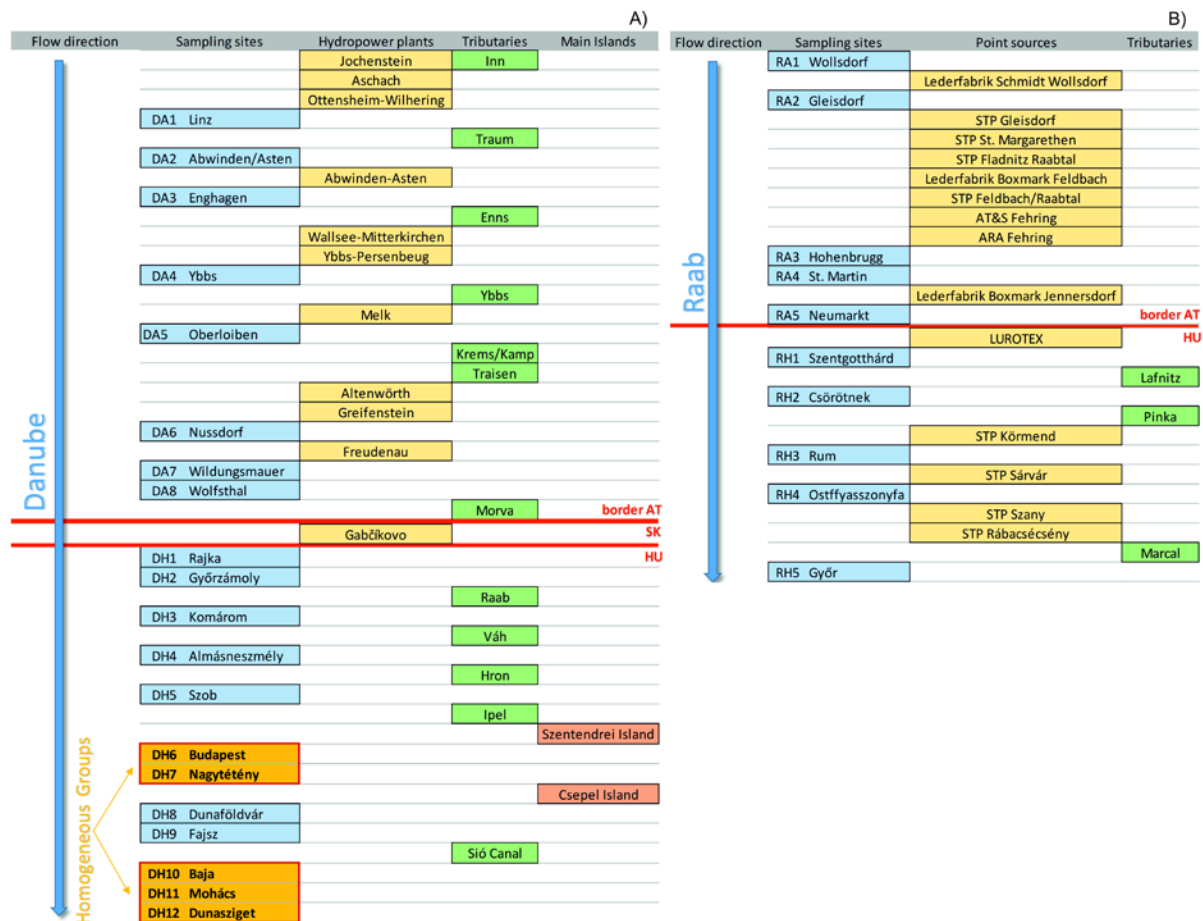 A)
Flow direction Sampling sites Hydropower plants Tributaries Main Islands
Jochenstein Inn
Aschach
Ottensheim-Wilhering
DA1 Linz
Traum
DA2 Abwinden/Asten
Abwinden-Asten
DA3 Enghagen
Enns
Wallsee-Mitterkirchen
Ybbs-Persenbeug
DA4 Ybbs
Ybbs
Melk
DA5 Oberloiben
Krems/Kamp
Traisen
Altenwörth
Greifenstein
DA6 Nussdorf
Freudenau
DA7 Wildungsmauer
DA8 Wolfsthal
Morva border AT
Gabčíkovo SK
HU
DH1 Rajka
DH2 Győrzámoly
Raab
DH3 Komárom
Váh
DH4 Almásneszmély
Hron
DH5 Szob
Ipel
Szentendrei Island
DH6 Budapest
DH7 Nagytétény
Csepel Island
DH8 Dunaföldvár
DH9 Fajsz
Sió Canal
DH10 Baja
DH11 Mohács
DH12 Dunasziget
Danube
Homogeneous Groups
B)
Flow direction Sampling sites Point sources Tributaries
RA1 Wollsdorf
Lederfabrik Schmidt Wollsdorf
RA2 Gleisdorf
STP Gleisdorf
STP St. Margarethen
STP Fladnitz Raabtal
Lederfabrik Boxmark Feldbach
STP Feldbach/Raabtal
AT&S Fehring
ARA Fehring
RA3 Hohenbrugg
RA4 St. Martin
Lederfabrik Boxmark Jennersdorf
RA5 Neumarkt border AT
LUROTEX HU
RH1 Szentgotthárd
Lafnitz
RH2 Csörötnek
Pinka
STP Körmend
RH3 Rum
STP Sárvár
RH4 Ostffyasszonyfa
STP Szany
STP Rábacsécsény
Marcal
RH5 Győr
Raab